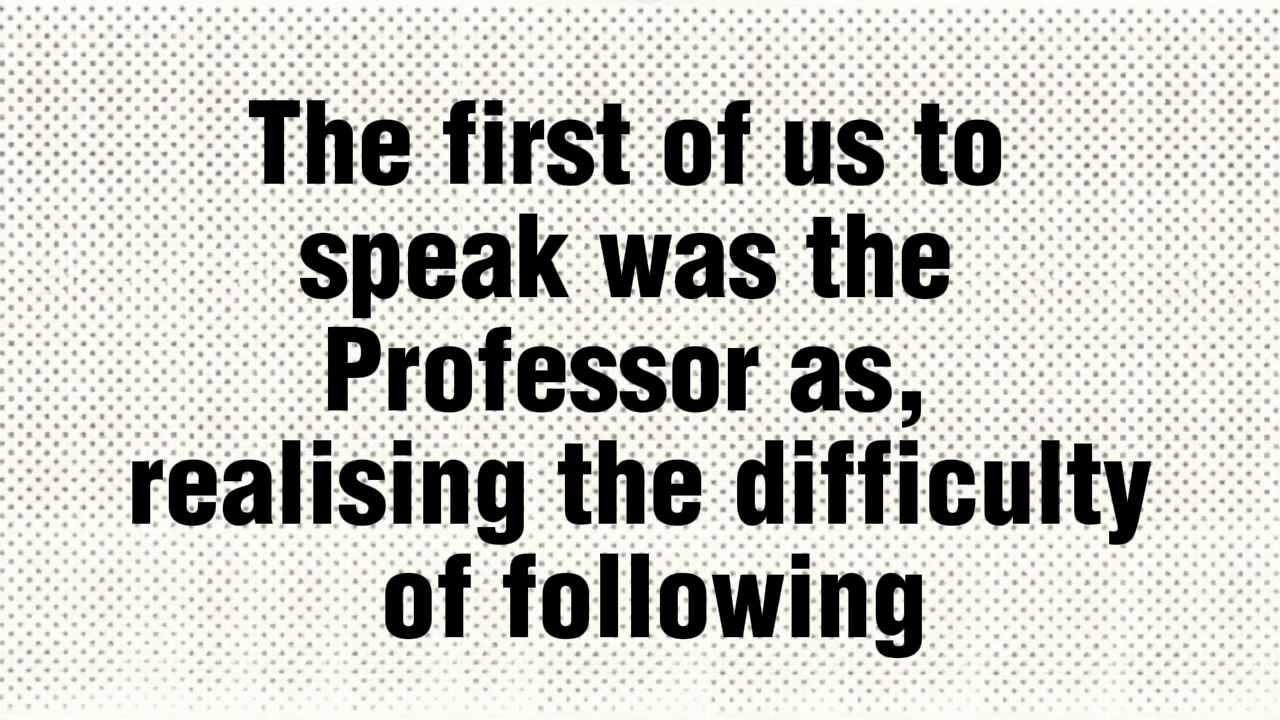 The first of us to
speak was the
Professor as,
realising the difficulty
of following